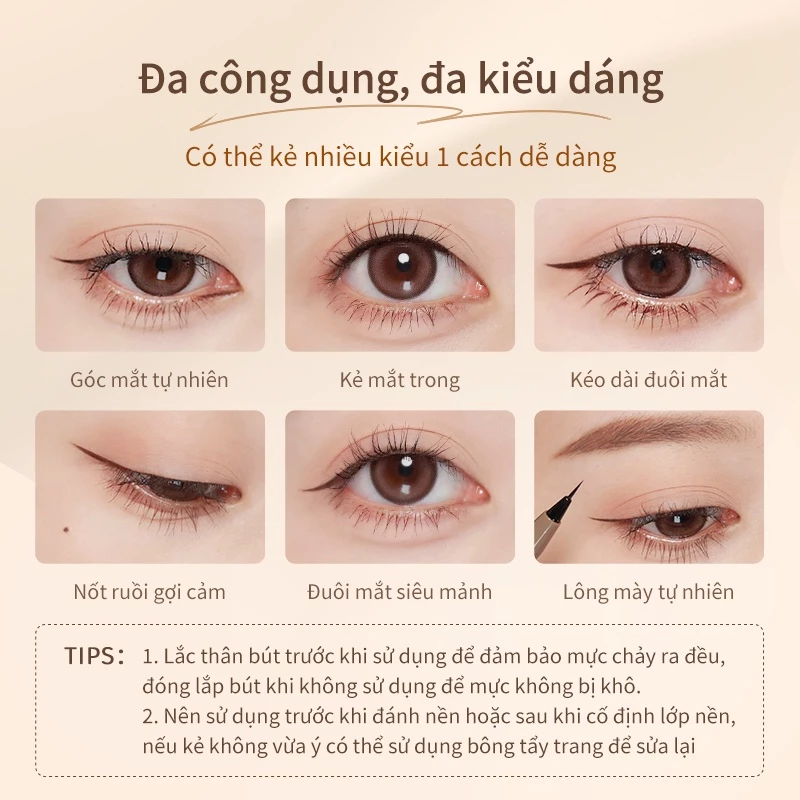 Đa công dụng, đa kiểu dáng
Có thể kẻ nhiều kiểu 1 cách dễ dàng
Góc mắt tự nhiên
Kẻ mắt trong
Kéo dài đuôi mắt
Nốt ruồi gợi cảm
Đuôi mắt siêu mảnh
Lông mày tự nhiên
TIPS: 1. Lắc thân bút trước khi sử dụng để đảm bảo mực chảy ra đều,
đóng lắp bút khi không sử dụng để mực không bị khô.
2. Nên sử dụng trước khi đánh nền hoặc sau khi cố định lớp nền,
nếu kẻ không vừa ý có thể sử dụng bông tẩy trang để sửa lại